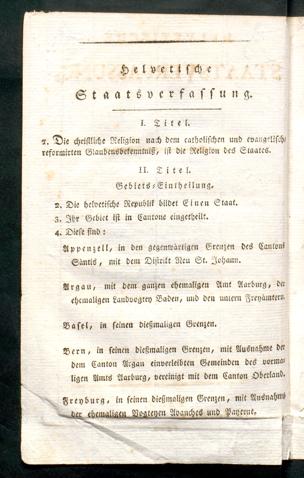 Helvetische
Staatsverfassung.
I. Titel.
1. Die christliche Religion nach dem catholischen und evangelisch
reformirten Glaubensbekenntniß, ist die Religion des Staates.
II. Titel.
Gebiets-Eintheilung.
2. Die helvetische Republik bildet Einen Staat.
3. Ihr Gebiet ist in Cantone eingetheilt.
4. Diese sind:
Appenzell, in den gegenwärtigen Grenzen des Cantons
Säntis, mit dem Distrikt Neu St. Johann.
Argau, mit dem ganzen ehemaligen Amt Aarburg, der
ehemaligen Landvogtey Baden, und den untern Freyämtern.
Basel, in seinen dießmaligen Grenzen.
Bern, in seinen dießmaligen Grenzen, mit Ausnahme der
dem Canton Argau einverleibten Gemeinden des vorma-
ligen Amts Aarburg, vereinigt mit dem Canton Oberland.
Freyburg, in seinen dießmaligen Grenzen, mit Ausnahme
der ehemaligen Vogteyen Avanches und Payerne.